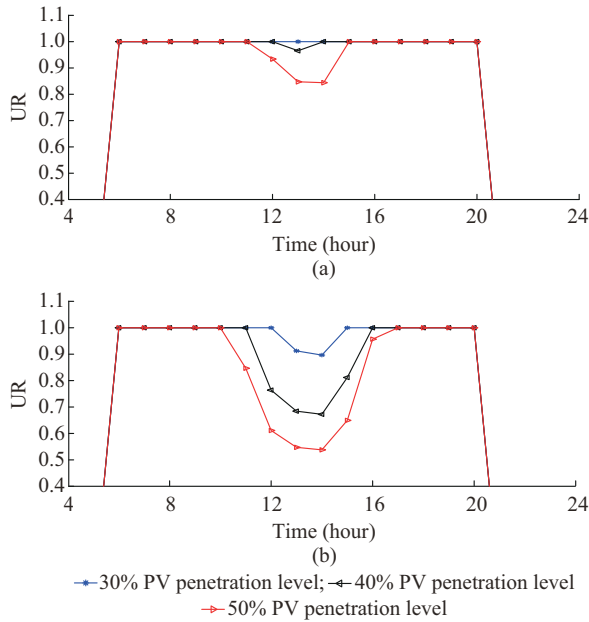 1.1
1.0
0.9
0.8
0.7
0.6
0.5
0.4
UR
4 8 12 16 20 24
Time (hour)
(a)
1.1
1.0
0.9
0.8
0.7
0.6
0.5
0.4
UR
4 8 12 16 20 24
Time (hour)
(b)
30% PV penetration level; 40% PV penetration level
50% PV penetration level